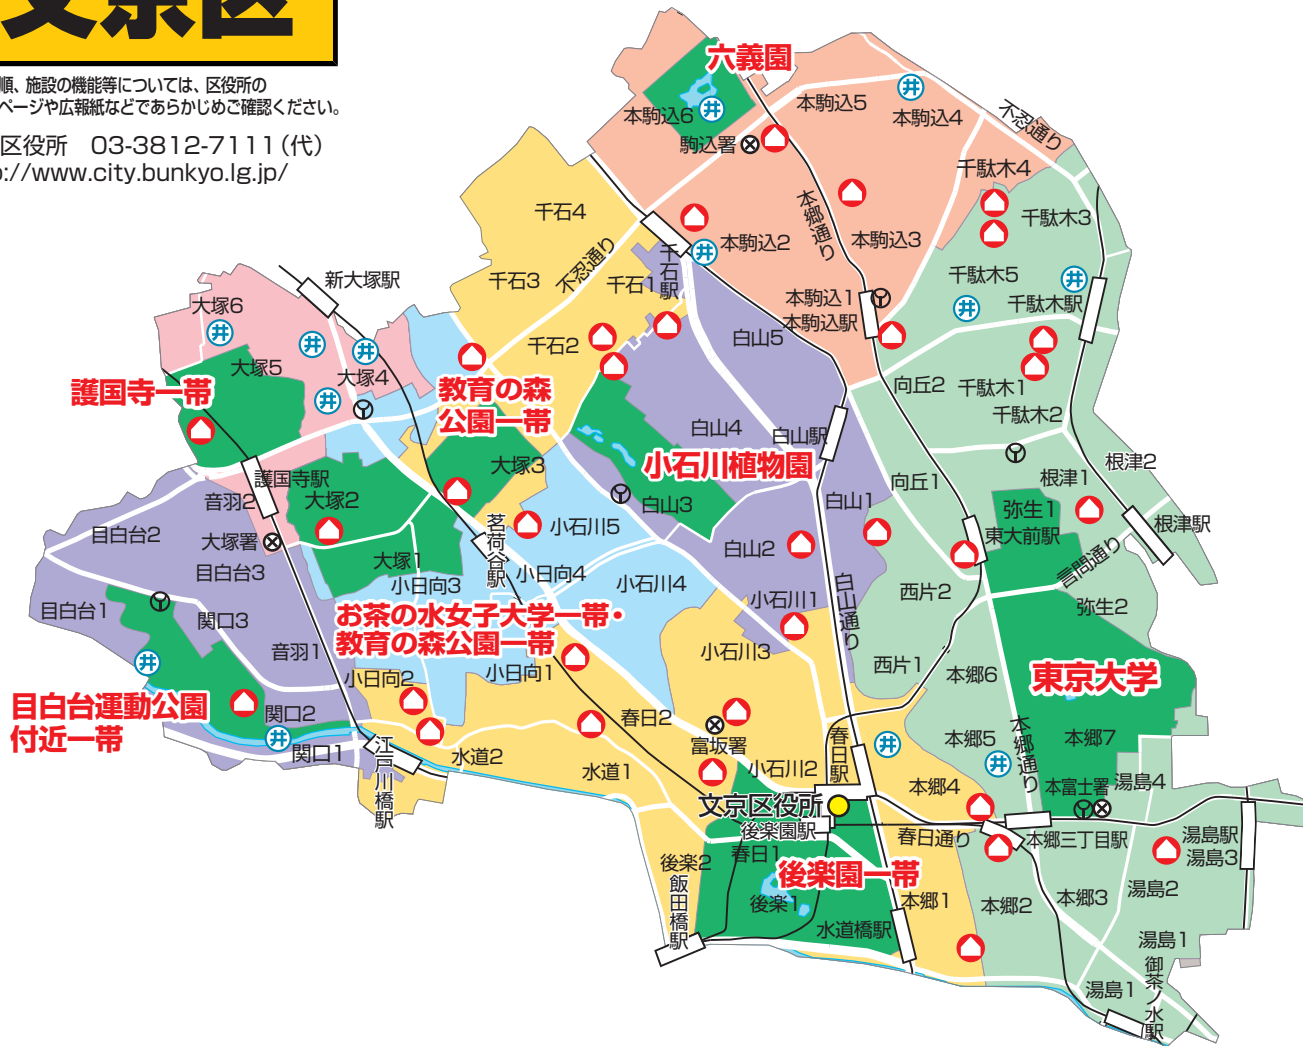 文京区
順、施設の機能等については、区役所の
ページや広報紙などであらかじめご確認ください。
区役所　03-3812-7111（代）
://www.city.bunkyo.lg.jp/
六義園
本駒込6
駒込署
本駒込5
本駒込4
不忍通り
千駄木4
千駄木3
千石4
本郷通り
本駒込2
本駒込3
千石3
不忍通り
千石1
千石駅
千駄木5
千駄木駅
新大塚駅
大塚6
本駒込1
本駒込駅
千石2
白山5
大塚5
大塚4
護国寺一帯
教育の森
公園一帯
向丘2
千駄木1
千駄木2
白山4
白山駅
小石川植物園
大塚3
護国寺駅
大塚2
音羽2
白山3
白山1
向丘1
根津1
根津2
弥生1
東大前駅
根津駅
目白台2
大塚署
茗荷谷駅
小石川5
白山2
言問通り
目白台3
大塚1
小日向3
小日向4
小石川4
小石川1
白山通り
西片2
弥生2
目白台1
関口3
お茶の水女子大学一帯・
教育の森公園一帯
音羽1
小石川3
西片1
本郷6
東京大学
小日向2
小日向1
目白台運動公園
付近一帯
関口2
関口1
江戸川橋駅
水道2
春日2
富坂署
水道1
小石川2
春日駅
本郷5
本郷通り
本郷7
本郷4
本富士署
湯島4
文京区役所
後楽園駅
春日通り
本郷三丁目駅
湯島駅
湯島3
後楽2
春日1
後楽園一帯
飯田橋駅
後楽1
水道橋駅
本郷1
本郷2
本郷3
湯島2
湯島1
御茶ノ水駅
湯島1
井
井
井
井
井
井
井
井
井
井
井
井
井